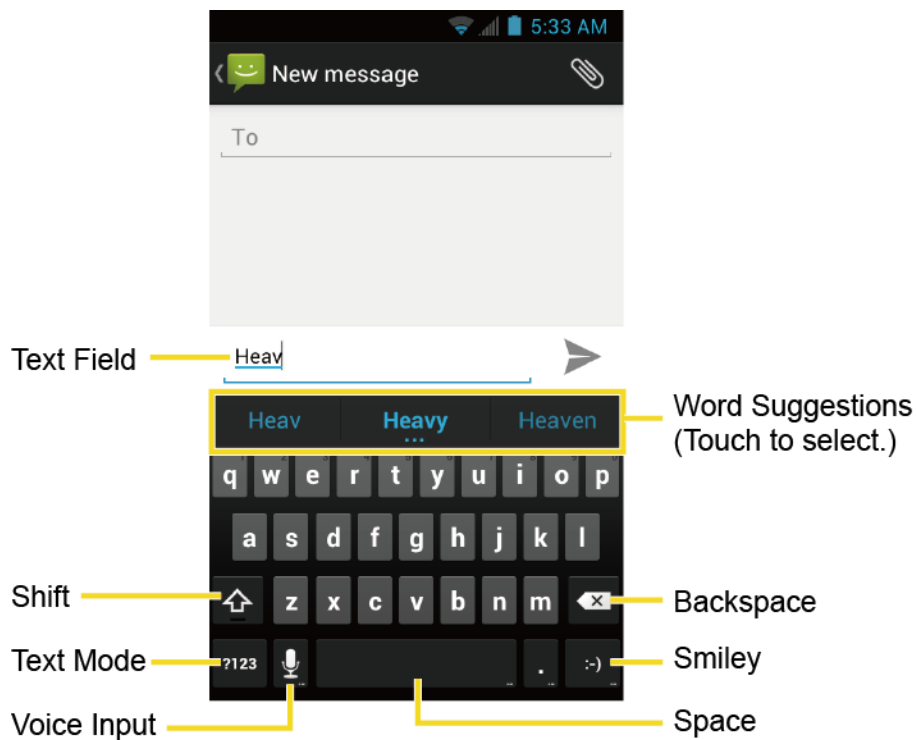 5:33 AM
New message
To
Text Field
Heav
Heav Heavy Heaven
Word Suggestions
(Touch to select.)
q w e r t y u i o p
a s d f g h j k l
Shift
z x c v b n m
Backspace
Text Mode
?123 . :-)
Smiley
Voice Input
Space